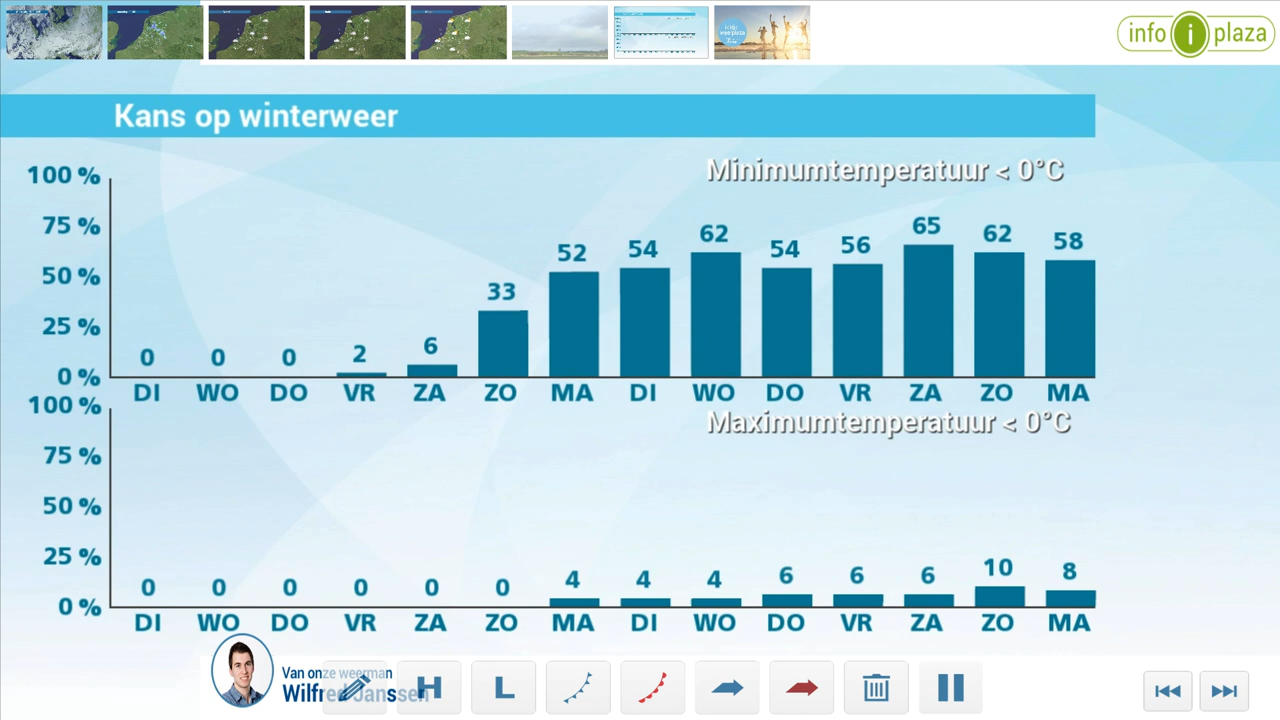 info i plaza
Kans op winterweer
Minimumtemperatuur < 0°C
100 %
75 %
50 %
25 %
0 %
0 0 0 2 6 33 52 54 62 54 56 65 62 58
DI WO DO VR ZA ZO MA DI WO DO VR ZA ZO MA
Maximumtemperatuur < 0°C
100 %
75 %
50 %
25 %
0 %
0 0 0 0 0 0 4 4 4 6 6 6 10 8
DI WO DO VR ZA ZO MA DI WO DO VR ZA ZO MA
Van onze weerman
Wilfred Janssen
H
L